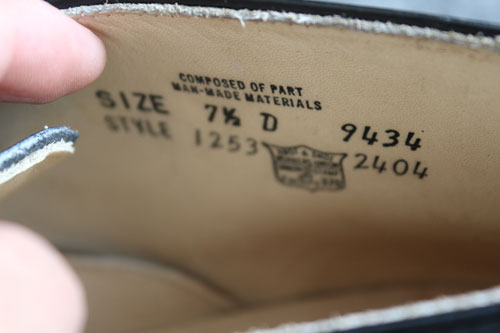 COMPOSED OF PART
MAN-MADE MATERIALS
SIZE 7½ D 9434
STYLE 1253 2404